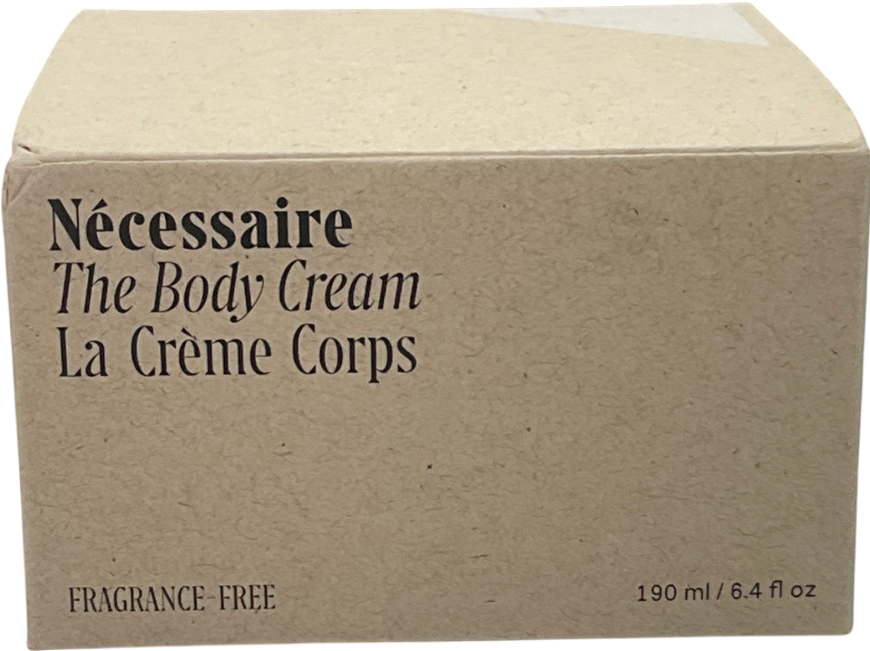 Nécessaire
The Body Cream
La Crème Corps
FRAGRANCE-FREE
190 ml / 6.4 fl oz